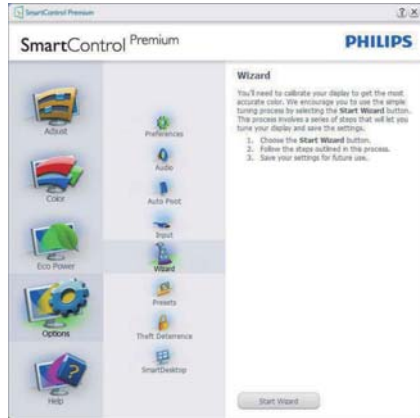 SmartControl Premium
SmartControl Premium
PHILIPS
Adjust
Color
Eco Power
Options
Help
Preferences
Audio
Auto Pivot
Input
Wizard
Presets
Theft Deterrence
SmartDesktop
Wizard
You'll need to calibrate your display to get the most
accurate color. We encourage you to use the simple
tuning process by selecting the Start Wizard button.
This process involves a series of steps that will let you
tune your display and save the settings.
1. Choose the Start Wizard button.
2. Follow the steps outlined in this process.
3. Save your settings for future use.
Start Wizard